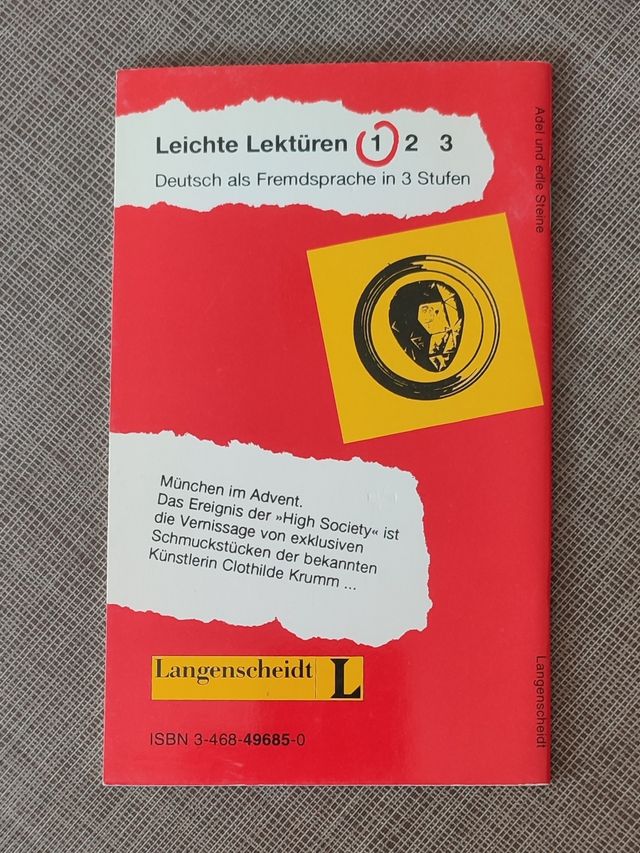 Leichte Lektüren 1 2 3
Deutsch als Fremdsprache in 3 Stufen
Adel und edle Steine
München im Advent.
Das Ereignis der »High Society« ist
die Vernissage von exklusiven
Schmuckstücken der bekannten
Künstlerin Clothilde Krumm ...
Langenscheidt L
Langenscheidt
ISBN 3-468-49685-0